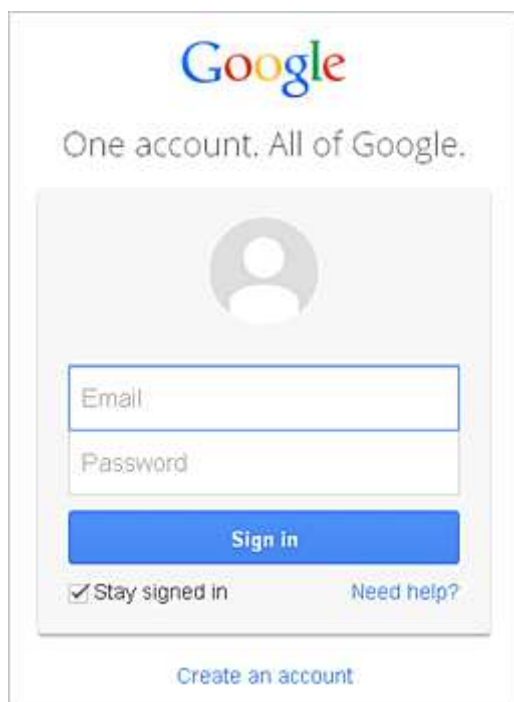 Google
One account. All of Google.
Email
Password
Sign in
Stay signed in Need help?
Create an account